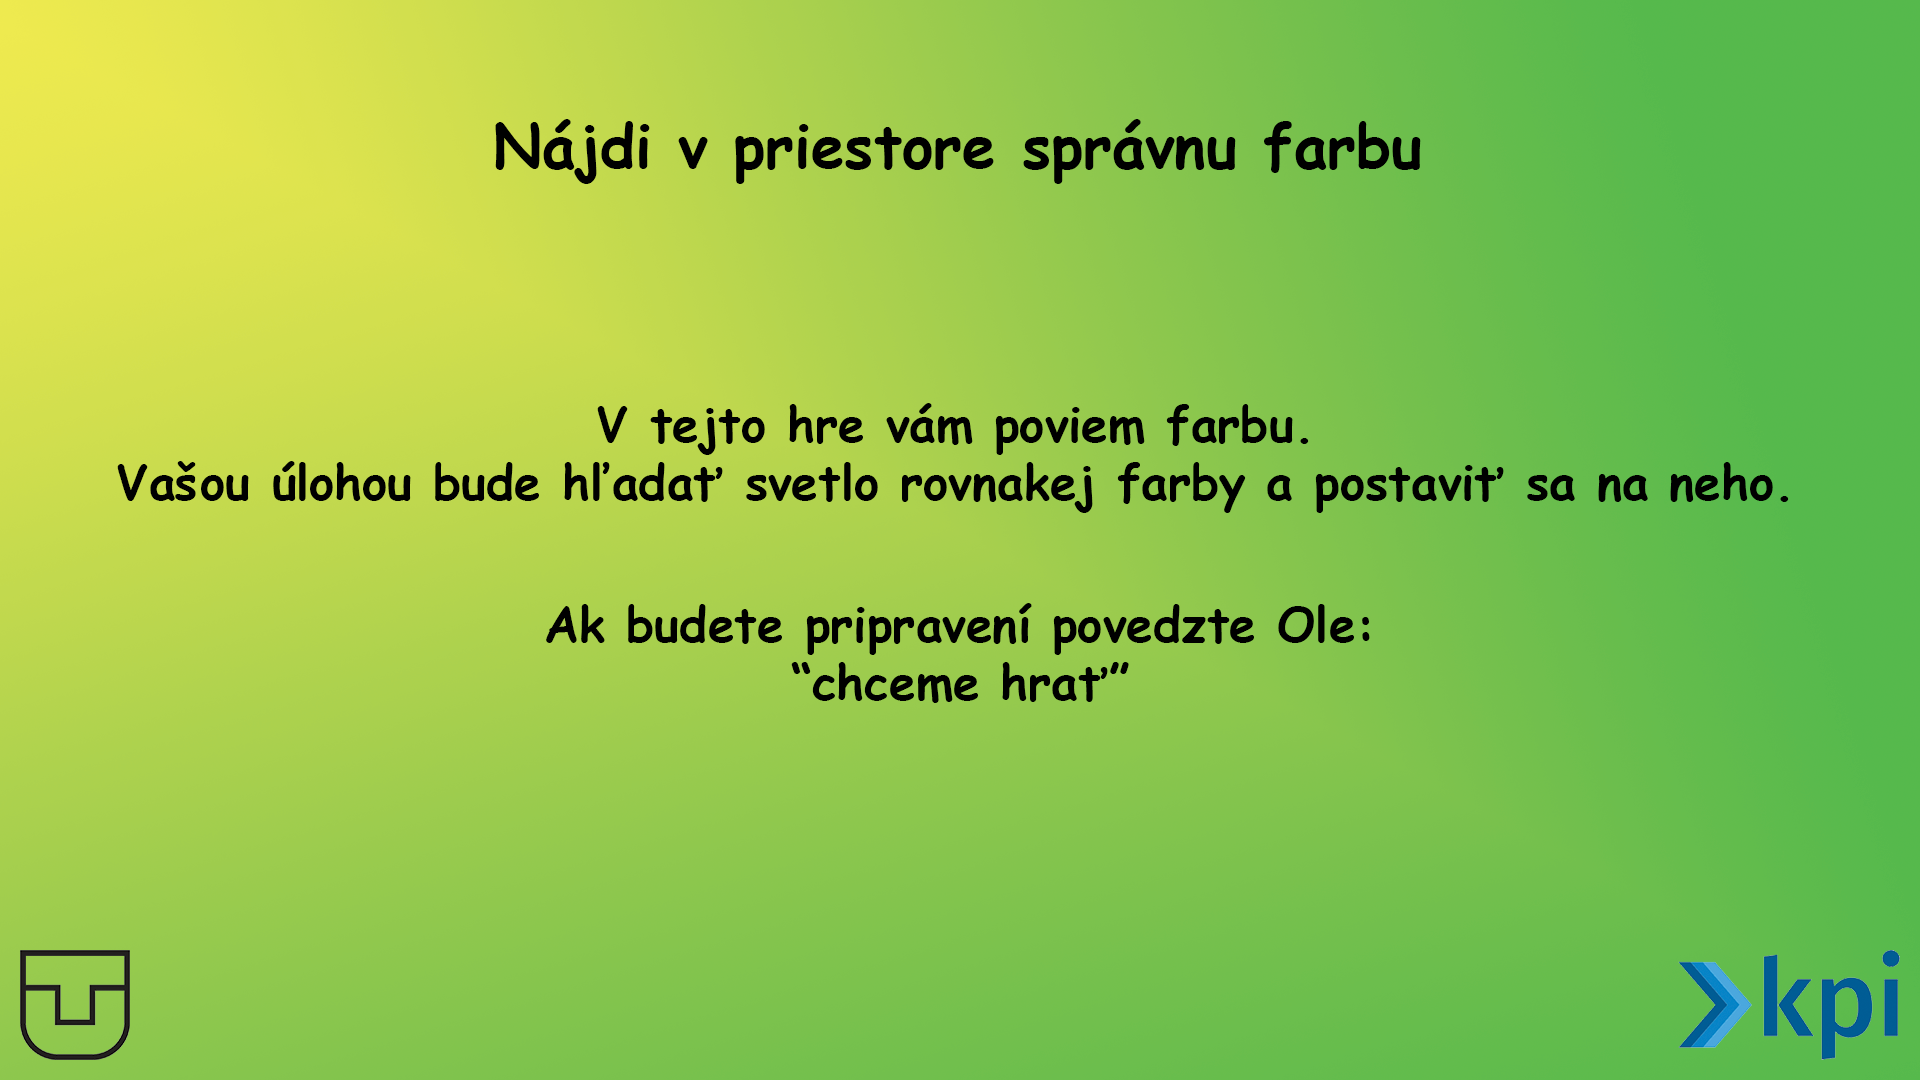 Nájdi v priestore správnu farbu
V tejto hre vám poviem farbu.
Vašou úlohou bude hľadať svetlo rovnakej farby a postaviť sa na neho.
Ak budete pripravení povedzte Ole:
“chceme hrať”
kpi